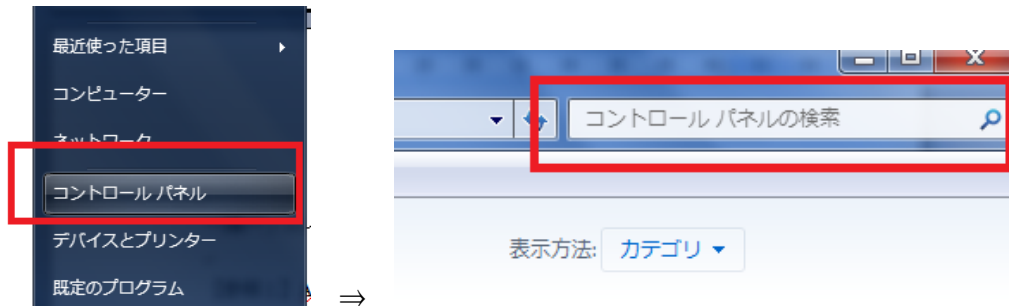 最近使った項目
コンピューター
ネットワーク
コントロール パネル
デバイスとプリンター
既定のプログラム
⇒
コントロール パネルの検索
表示方法: カテゴリ